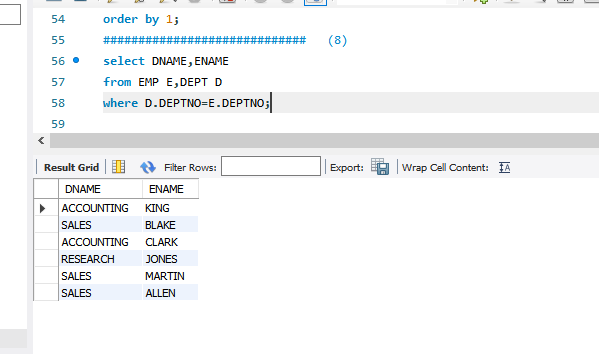 54 order by 1;
55 ############################# (8)
56 select DNAME,ENAME
57 from EMP E,DEPT D
58 where D.DEPTNO=E.DEPTNO;
59
Result Grid Filter Rows: Export: Wrap Cell Content: IA
DNAME ENAME
ACCOUNTING KING
SALES BLAKE
ACCOUNTING CLARK
RESEARCH JONES
SALES MARTIN
SALES ALLEN